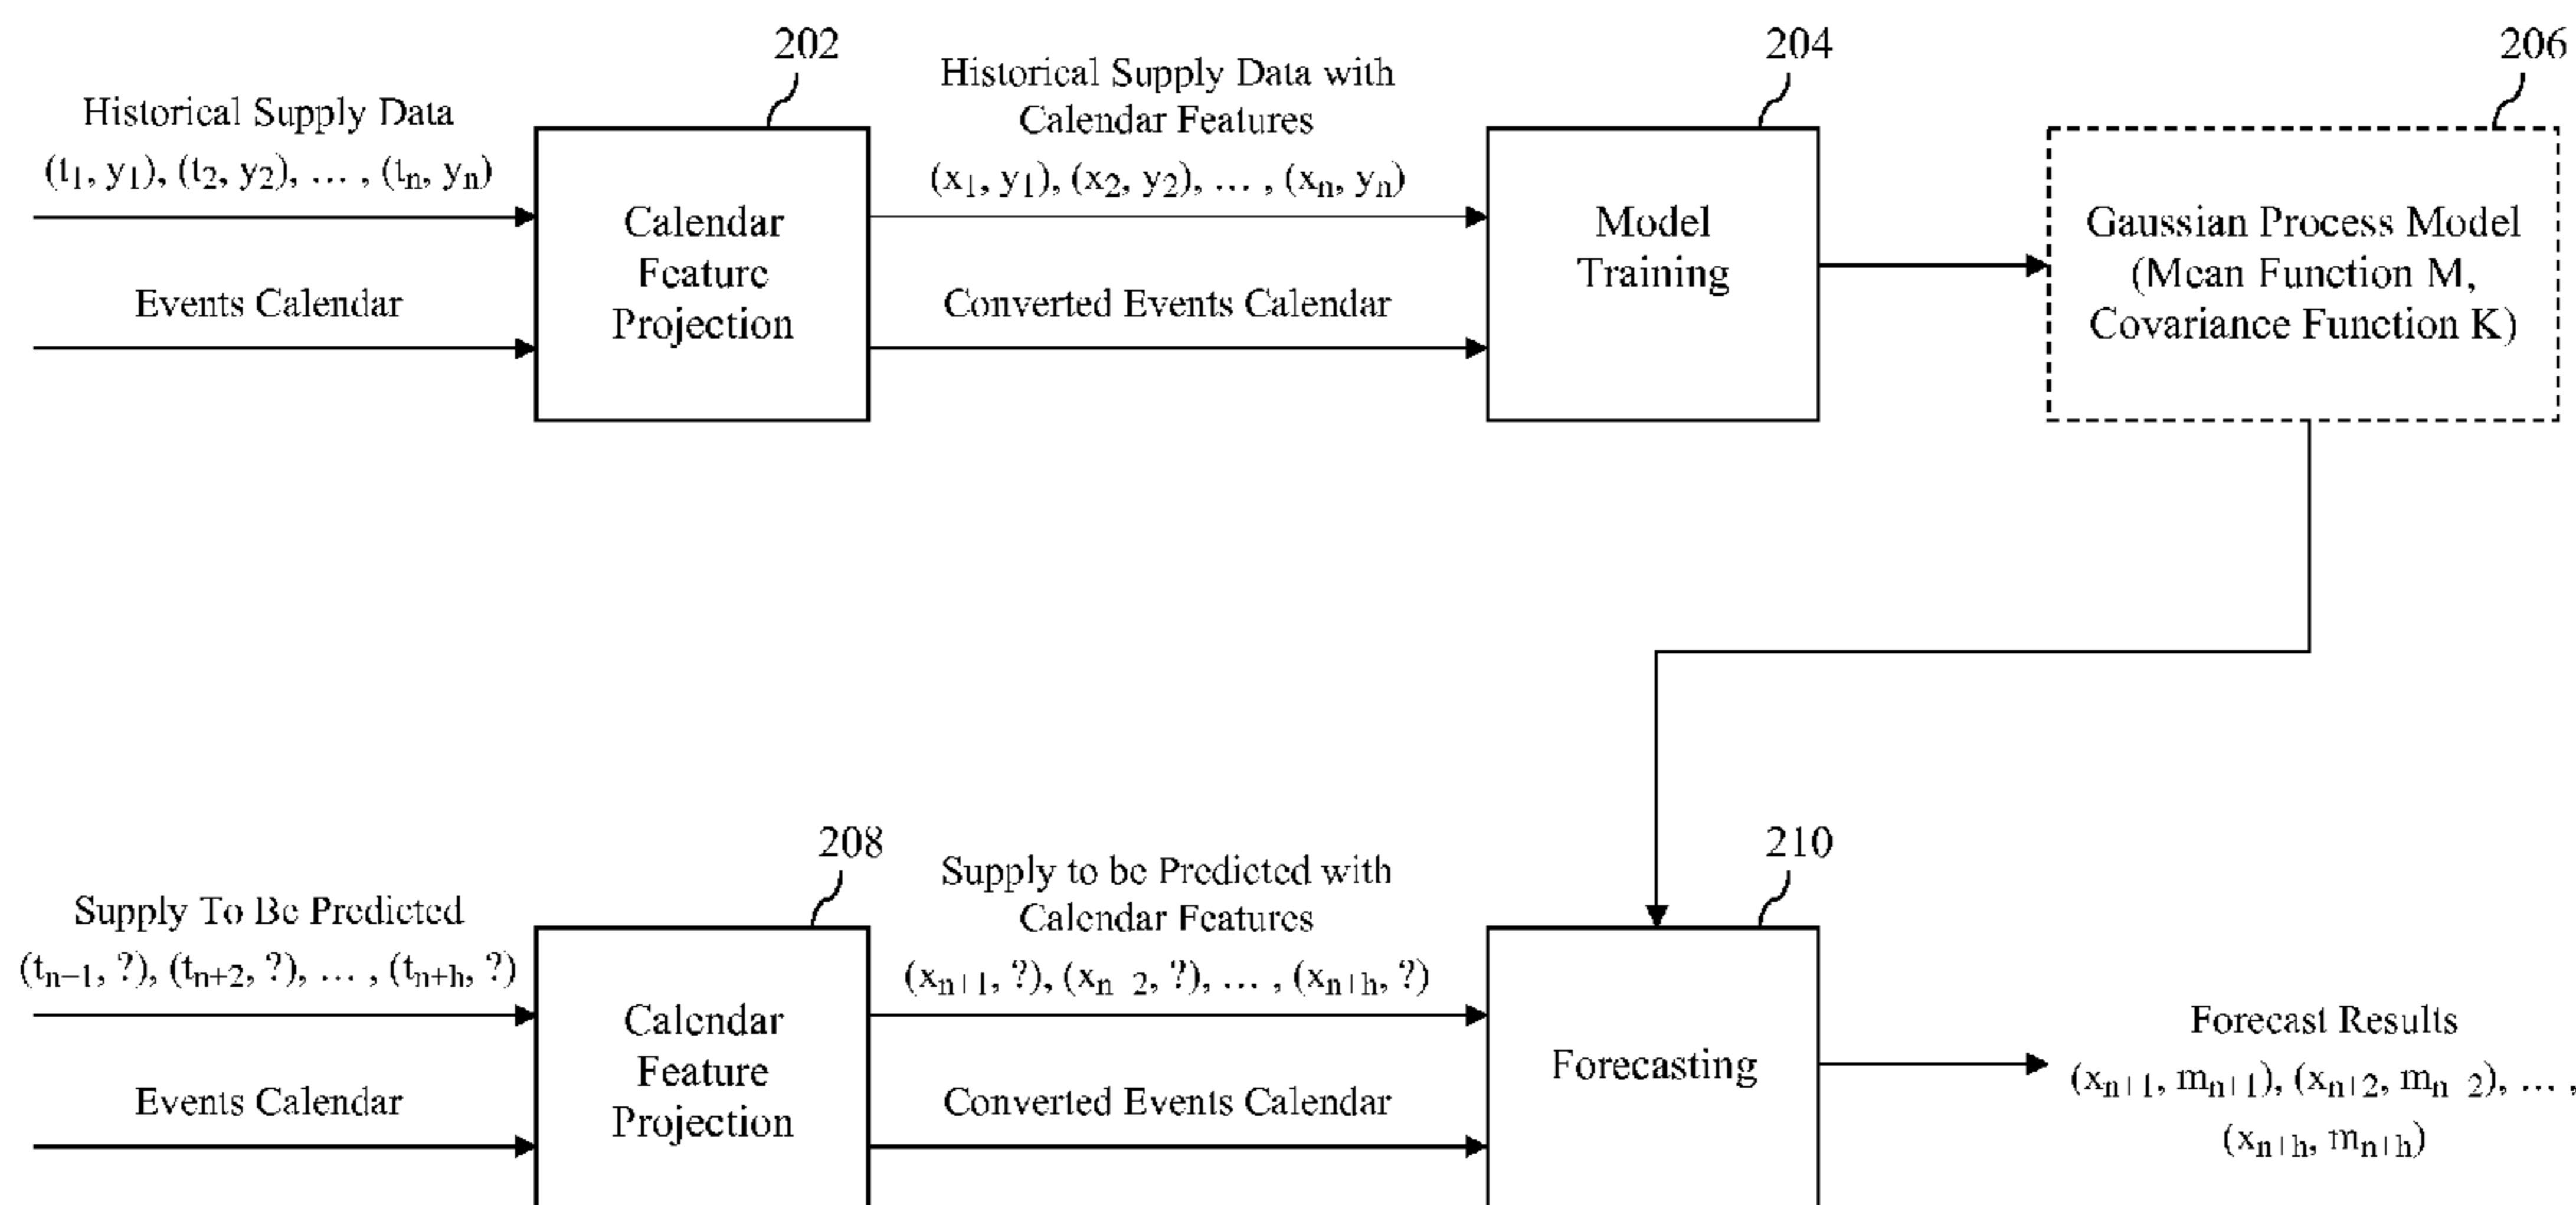 202
204
206
Historical Supply Data
(t1, y1), (t2, y2), ... , (tn, yn)
Events Calendar
Calendar
Feature
Projection
Historical Supply Data with
Calendar Features
(x1, y1), (x2, y2), ... , (xn, yn)
Converted Events Calendar
Model
Training
Gaussian Process Model
(Mean Function M,
Covariance Function K)
208
210
Supply To Be Predicted
(tn–1, ?), (tn+2, ?), ... , (tn+h, ?)
Events Calendar
Calendar
Feature
Projection
Supply to be Predicted with
Calendar Features
(xn+1, ?), (xn 2, ?), ... , (xn+h, ?)
Converted Events Calendar
Forecasting
Forecast Results
(xn+1, mn+1), (xn+2, mn 2), ... ,
(xn+h, mn+h)